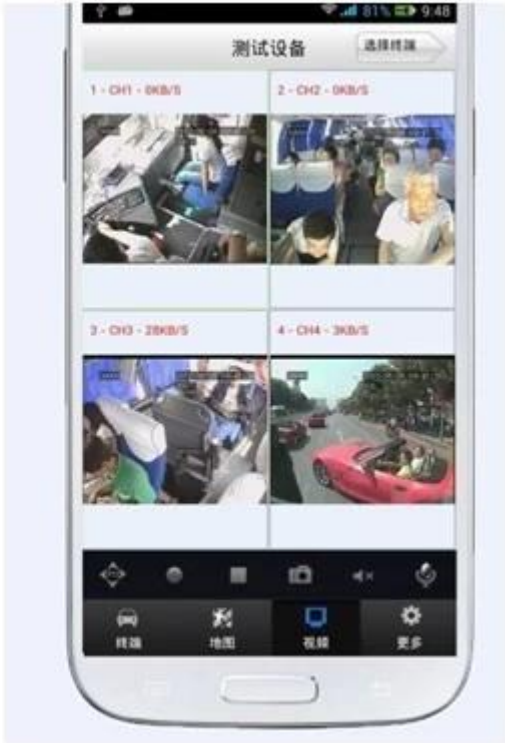 81% 9:48
测试设备
选择终端
1 - CH1 - 0KB/S
2 - CH2 - 0KB/S
3 - CH3 - 28KB/S
4 - CH4 - 3KB/S
终端
地图
视频
更多